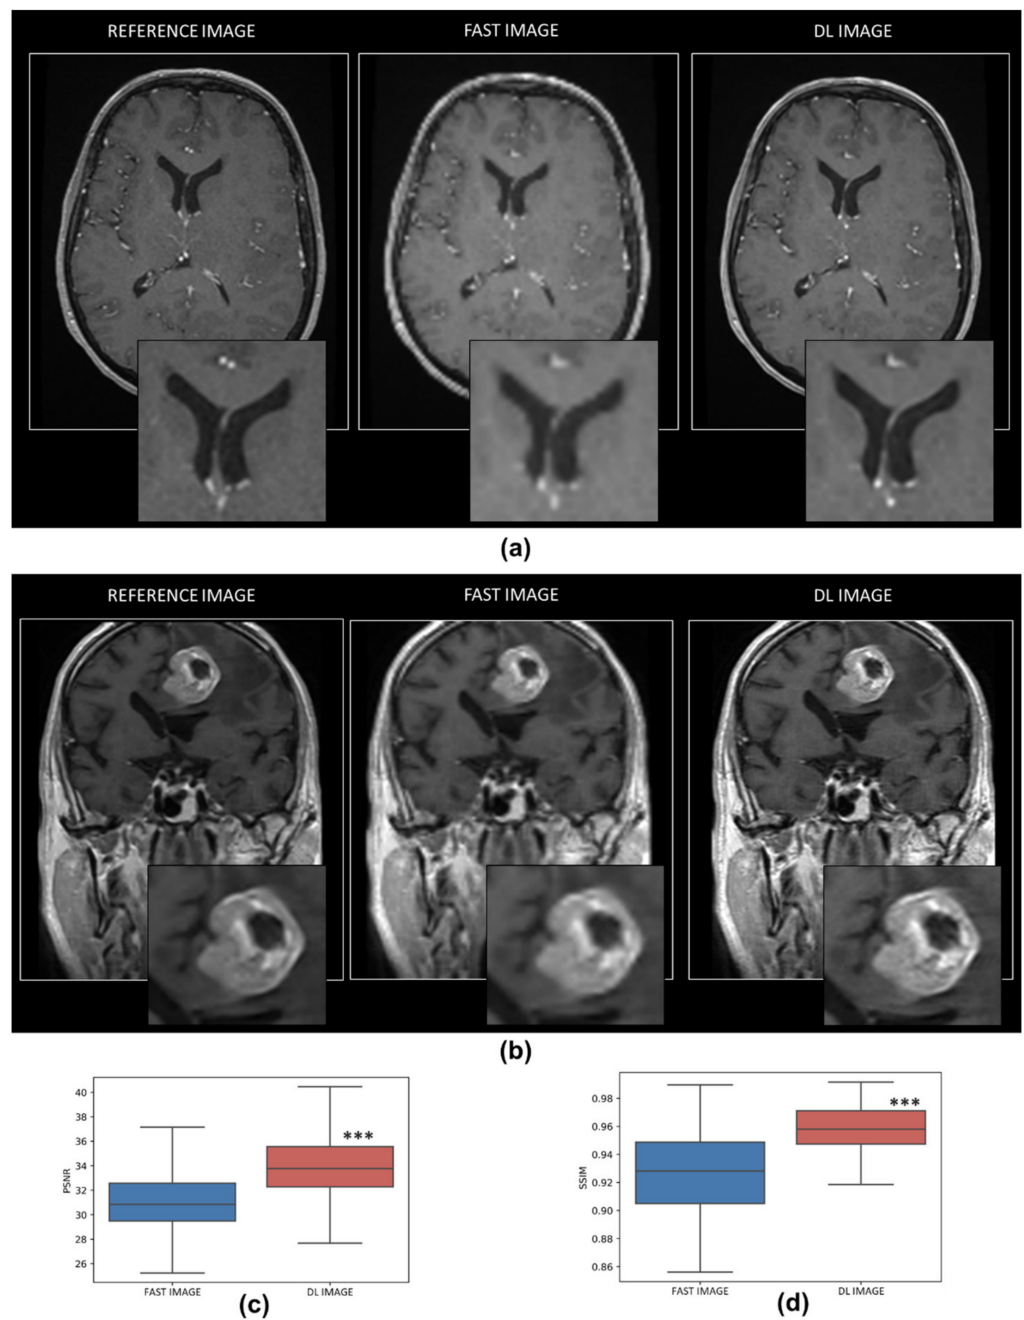 REFERENCE IMAGE FAST IMAGE DL IMAGE
(a)
REFERENCE IMAGE FAST IMAGE DL IMAGE
(b)
40
38
36
34
32
30
28
26
PSNR
***
FAST IMAGE DL IMAGE
(c)
0.98
0.96
0.94
0.92
0.90
0.88
0.86
SSIM
***
FAST IMAGE DL IMAGE
(d)